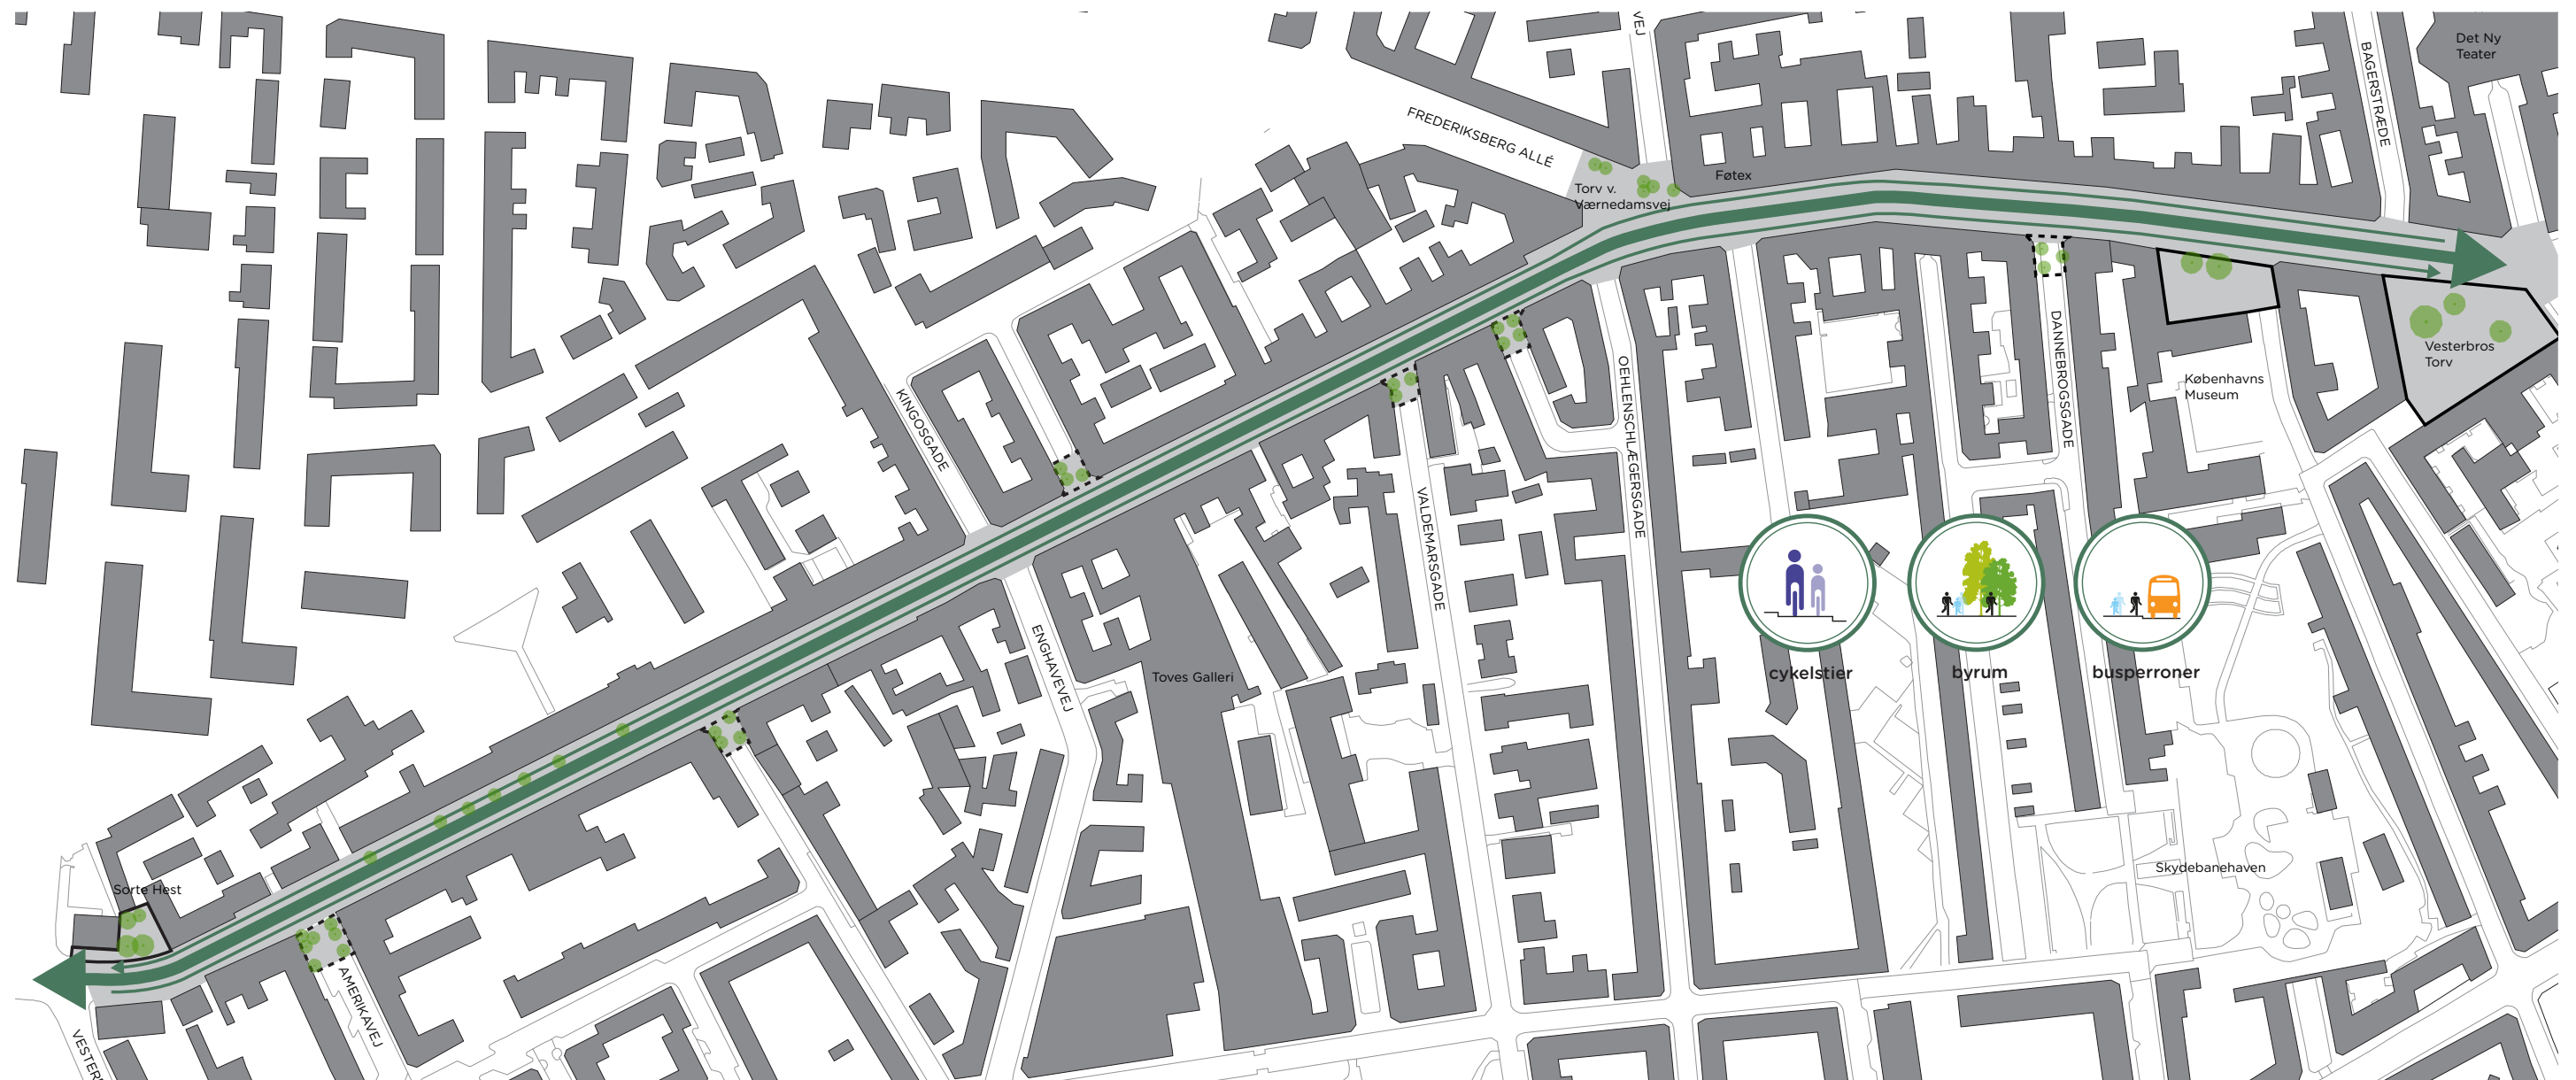 VEJ
BAGERSTRÆDE
Det Ny
Teater
FREDERIKSBERG ALLÉ
Føtex
Torv v.
Værnedamsvej
DANNEBROGSGADE
Vesterbros
Torv
Københavns
Museum
KINGOSGADE
OEHLENSCHLÆGERSGADE
VALDEMARSGADE
ENGHAVEVEJ
Toves Galleri
cykelstier
byrum
busperroner
Skydebanehaven
Sorte Hest
AMERIKAVEJ